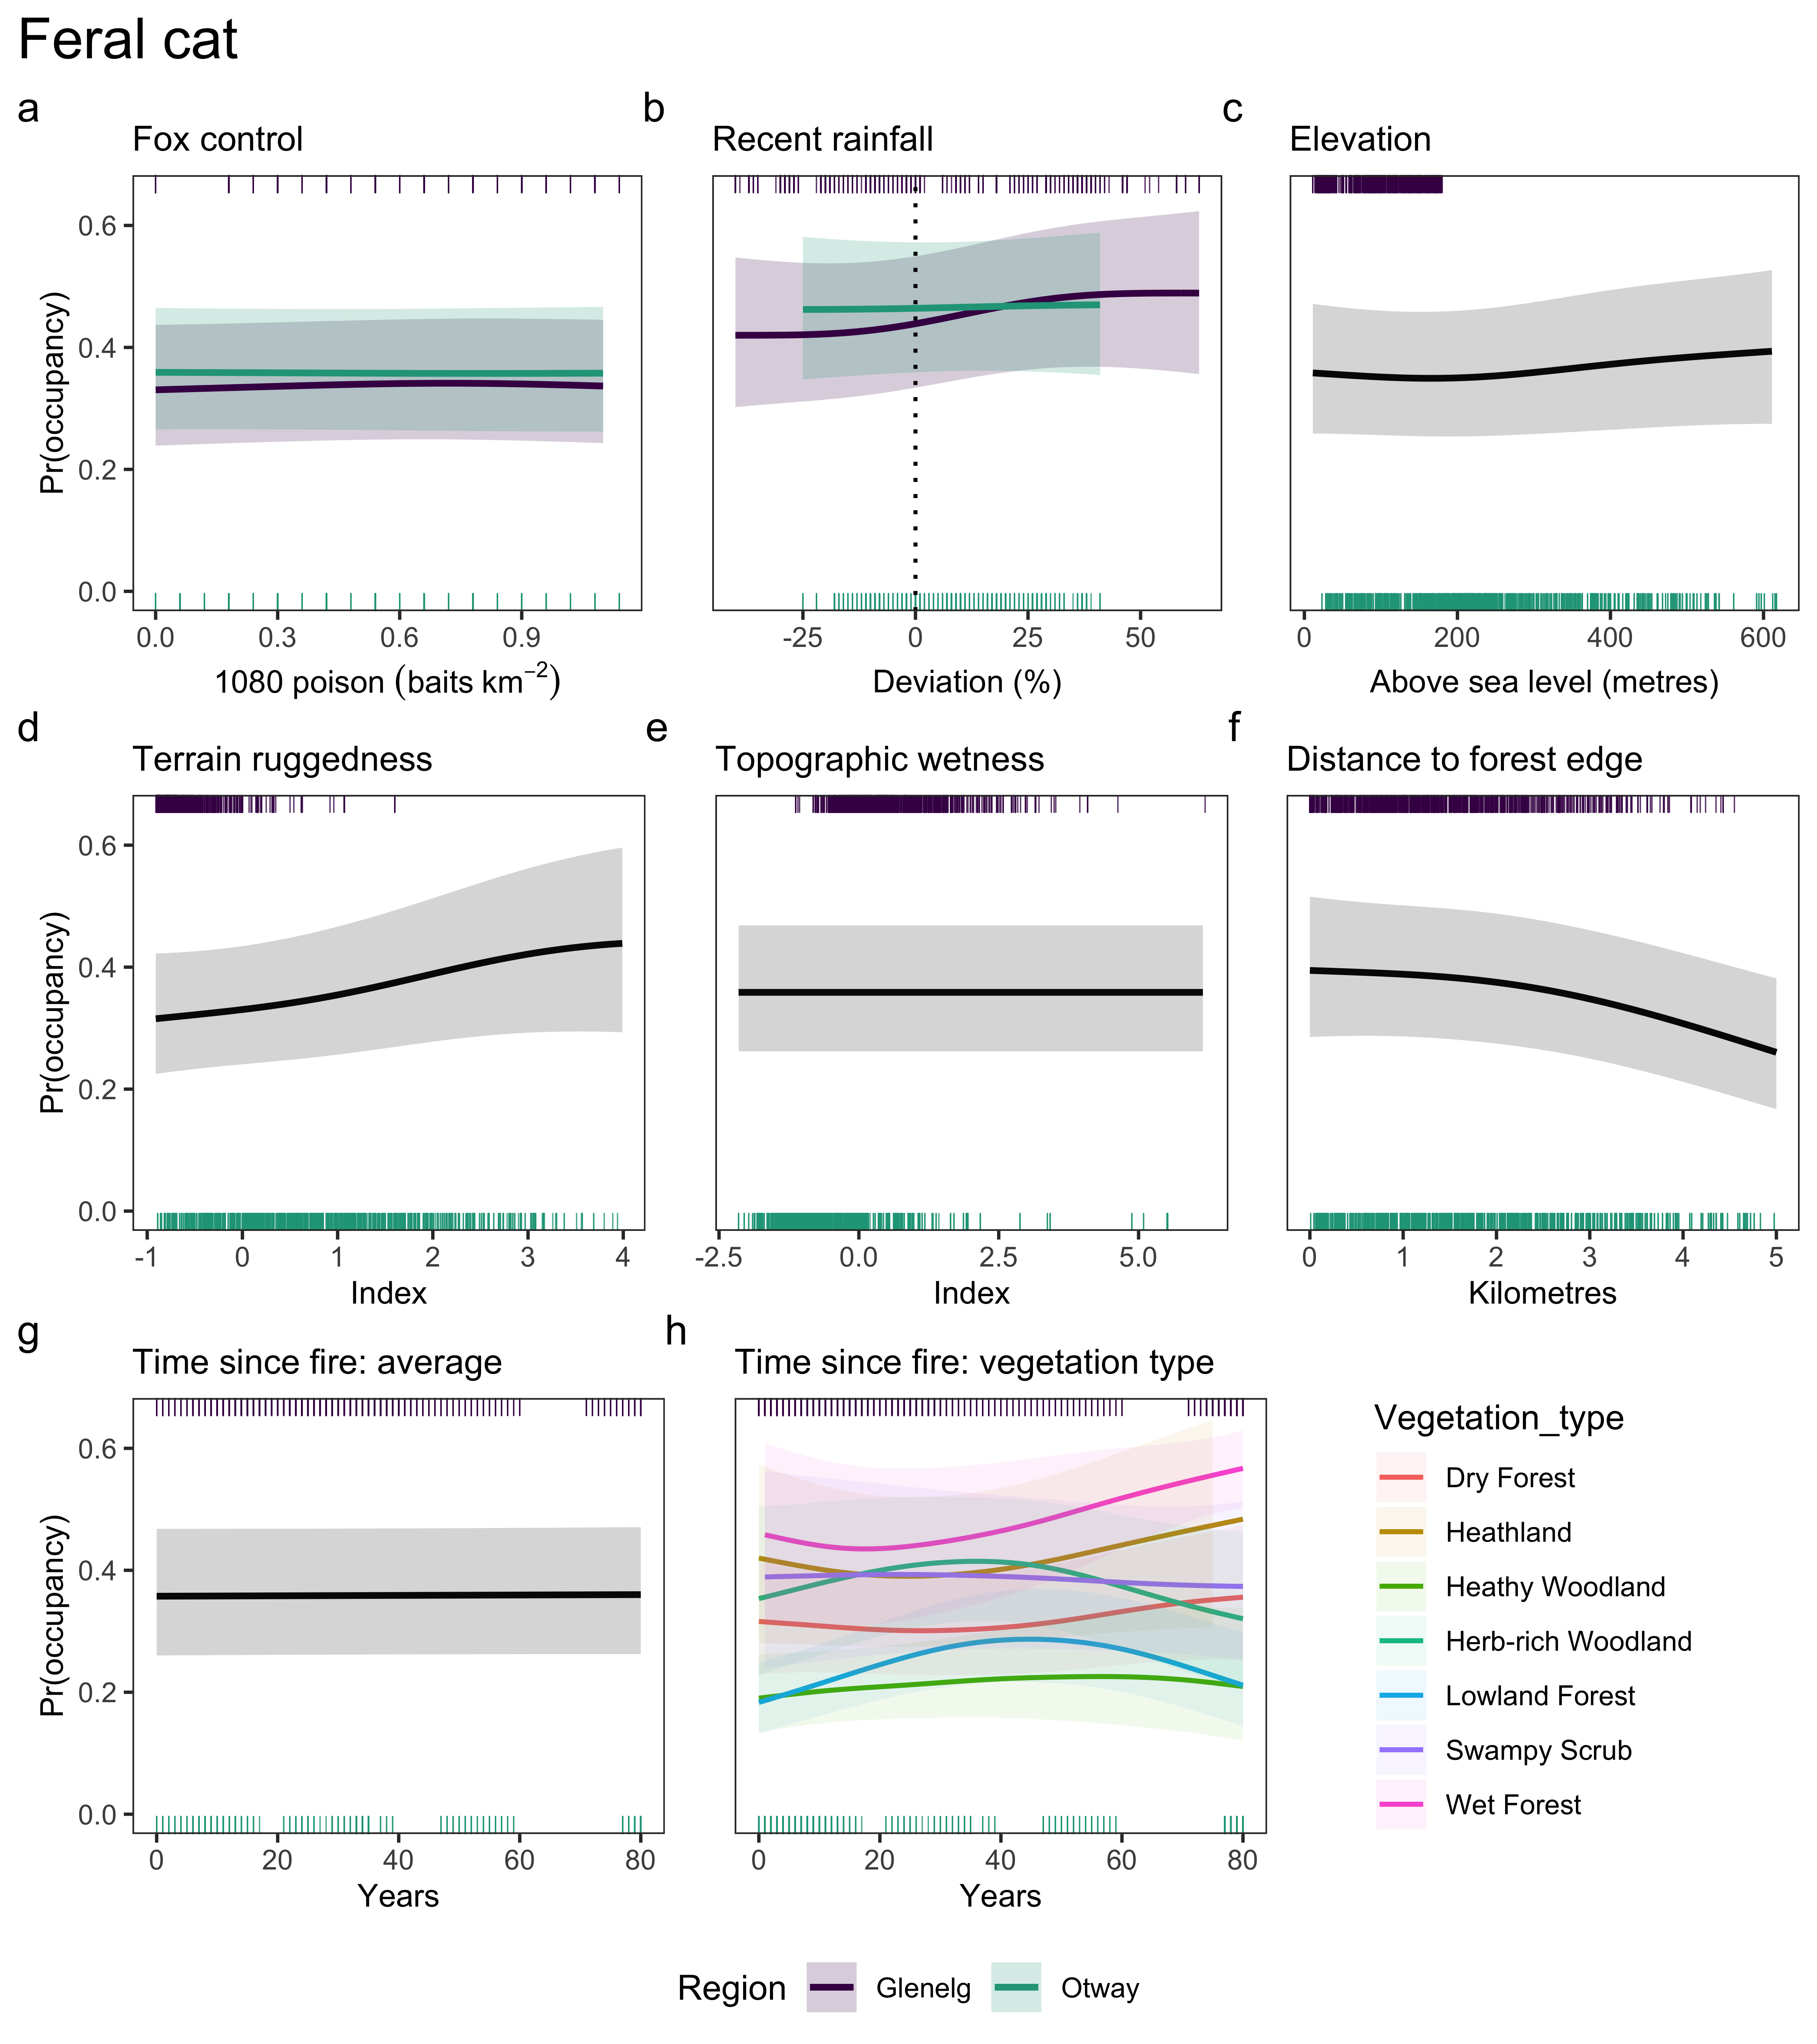 Feral cat
a
b
c
Fox control
Recent rainfall
Elevation
Pr(occupancy)
0.6
0.4
0.2
0.0
0.0 0.3 0.6 0.9
-25 0 25 50
0 200 400 600
1080 poison (baits km⁻²)
Deviation (%)
Above sea level (metres)
d
e
f
Terrain ruggedness
Topographic wetness
Distance to forest edge
Pr(occupancy)
0.6
0.4
0.2
0.0
-1 0 1 2 3 4
-2.5 0.0 2.5 5.0
0 1 2 3 4 5
Index
Index
Kilometres
g
h
Time since fire: average
Time since fire: vegetation type
Pr(occupancy)
0.6
0.4
0.2
0.0
0 20 40 60 80
0 20 40 60 80
Years
Years
Vegetation_type
Dry Forest
Heathland
Heathy Woodland
Herb-rich Woodland
Lowland Forest
Swampy Scrub
Wet Forest
Region Glenelg Otway